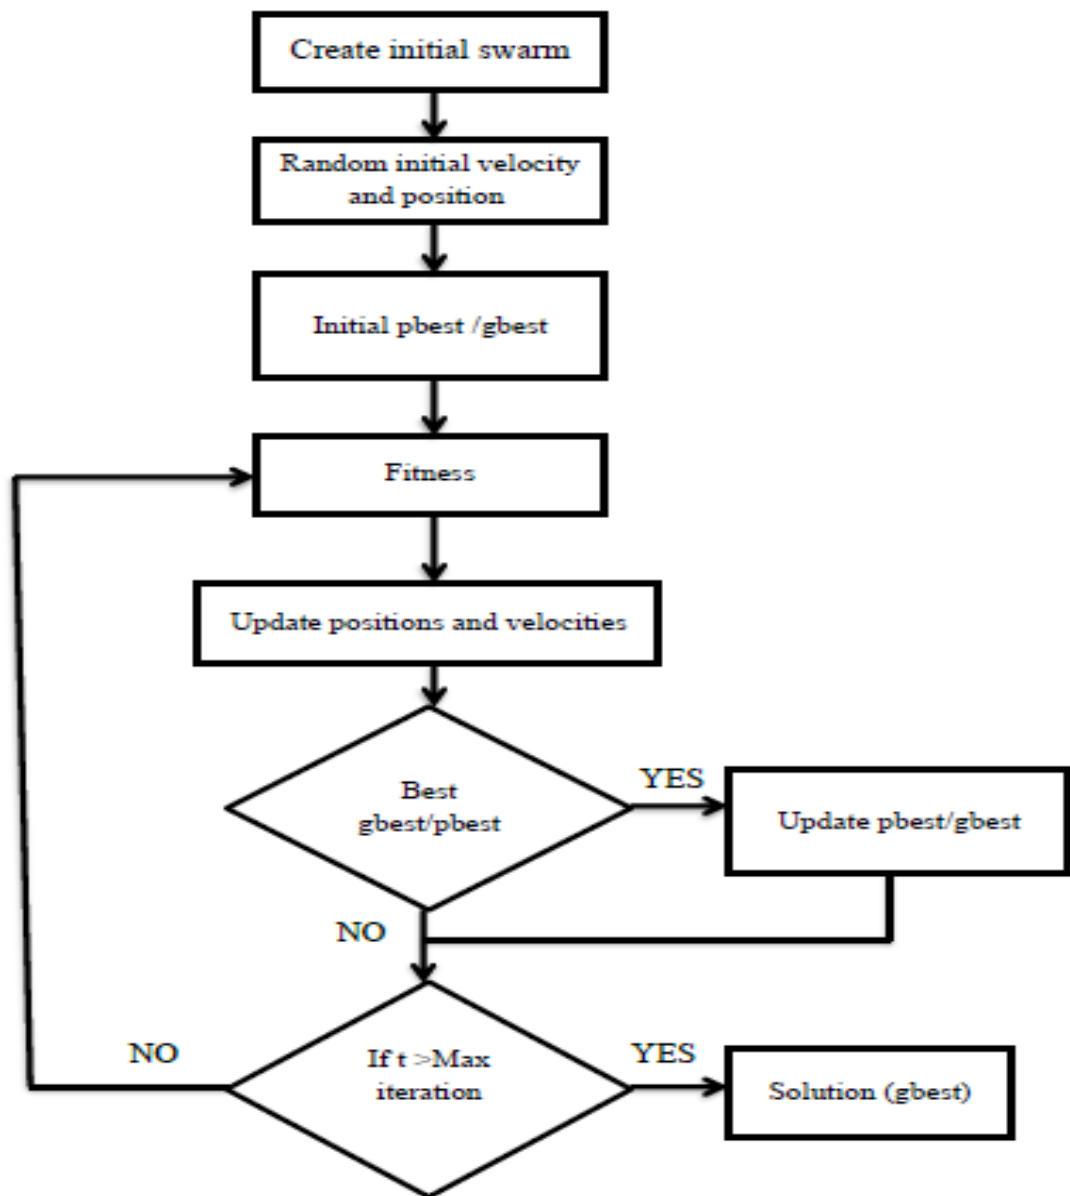 Create initial swarm
Random initial velocity
and position
Initial pbest /gbest
Fitness
Update positions and velocities
Best
gbest/pbest
YES
Update pbest/gbest
NO
If t >Max
iteration
NO
YES
Solution (gbest)